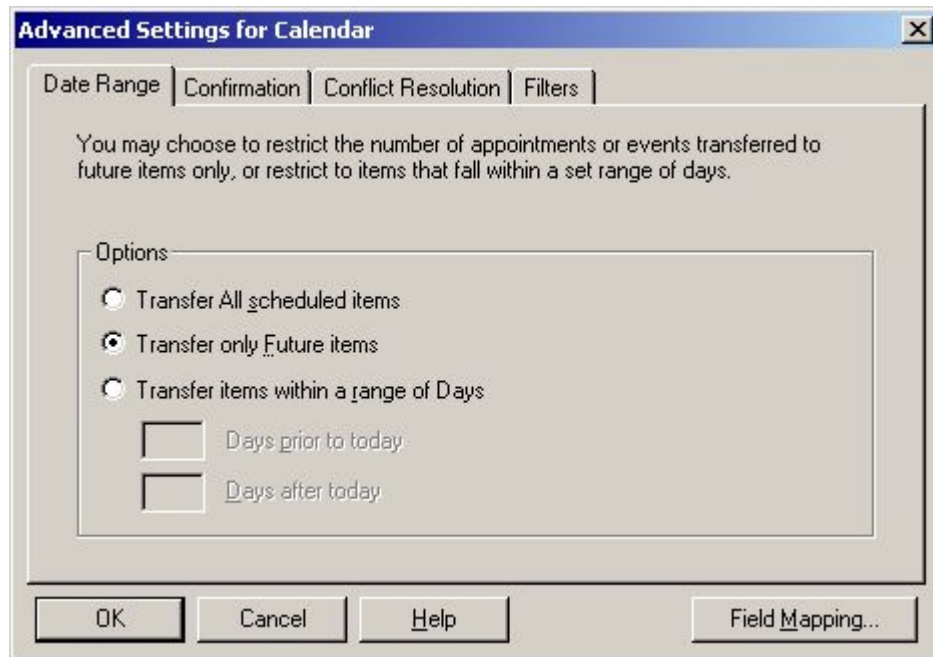 Advanced Settings for Calendar
Date Range
Confirmation
Conflict Resolution
Filters
You may choose to restrict the number of appointments or events transferred to
future items only, or restrict to items that fall within a set range of days.
Options
Transfer All scheduled items
Transfer only Future items
Transfer items within a range of Days
Days prior to today
Days after today
OK
Cancel
Help
Field Mapping...